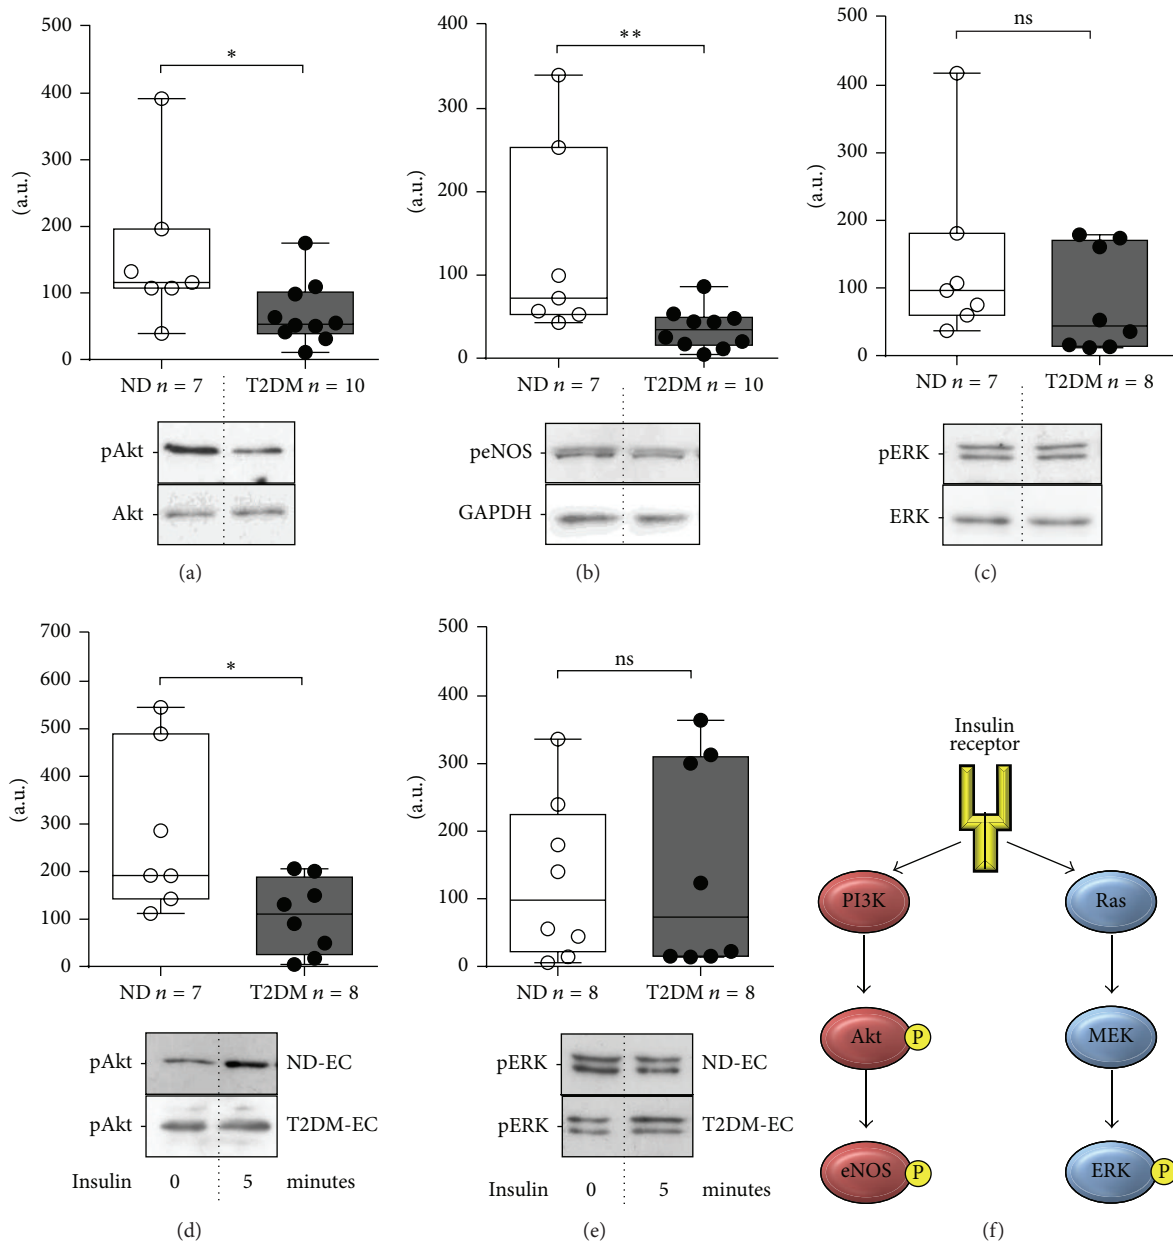 500
400
300
200
100
0
(a.u.)
*
ND n = 7 T2DM n = 10
pAkt
Akt
(a)
400
300
200
100
0
(a.u.)
**
ND n = 7 T2DM n = 10
peNOS
GAPDH
(b)
500
400
300
200
100
0
(a.u.)
ns
ND n = 7 T2DM n = 8
pERK
ERK
(c)
700
600
500
400
300
200
100
0
(a.u.)
*
ND n = 7 T2DM n = 8
pAkt ND-EC
pAkt T2DM-EC
Insulin 0 5 minutes
(d)
500
400
300
200
100
0
(a.u.)
ns
ND n = 8 T2DM n = 8
pERK ND-EC
pERK T2DM-EC
Insulin 0 5 minutes
(e)
Insulin
receptor
PI3K Ras
Akt P MEK
eNOS P ERK P
(f)